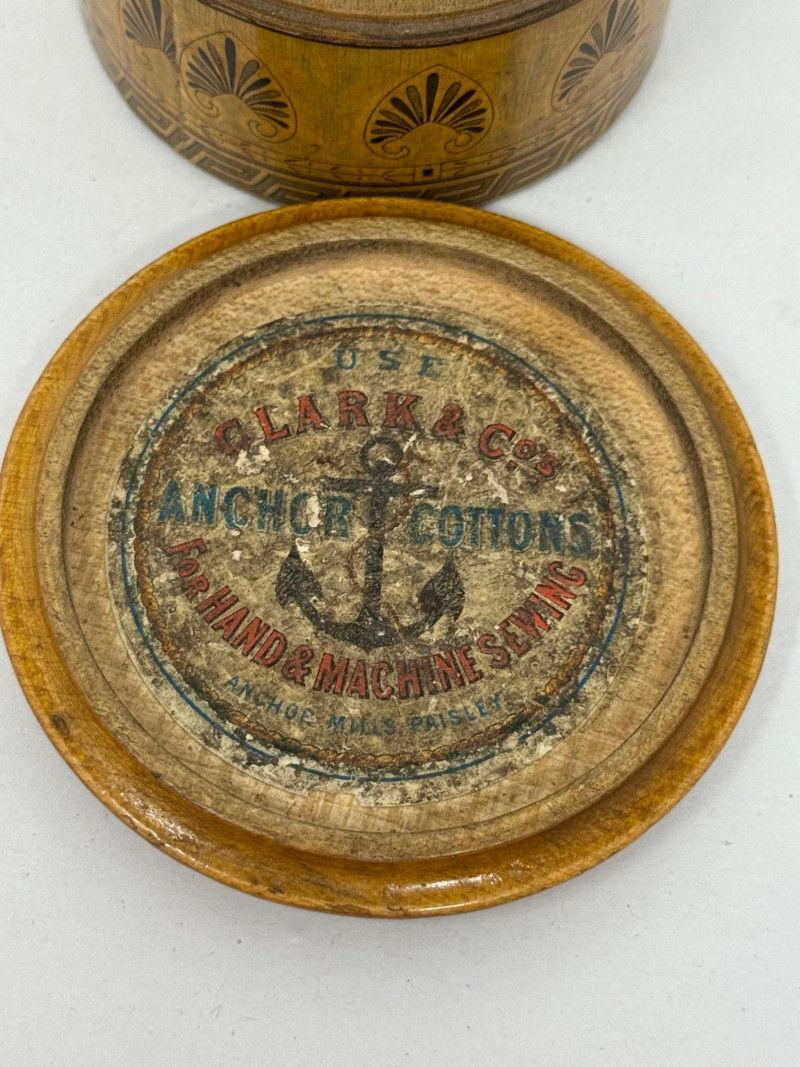 USE
CLARK & Co's
ANCHOR COTTONS
FOR HAND & MACHINE SEWING
ANCHOR MILLS PAISLEY